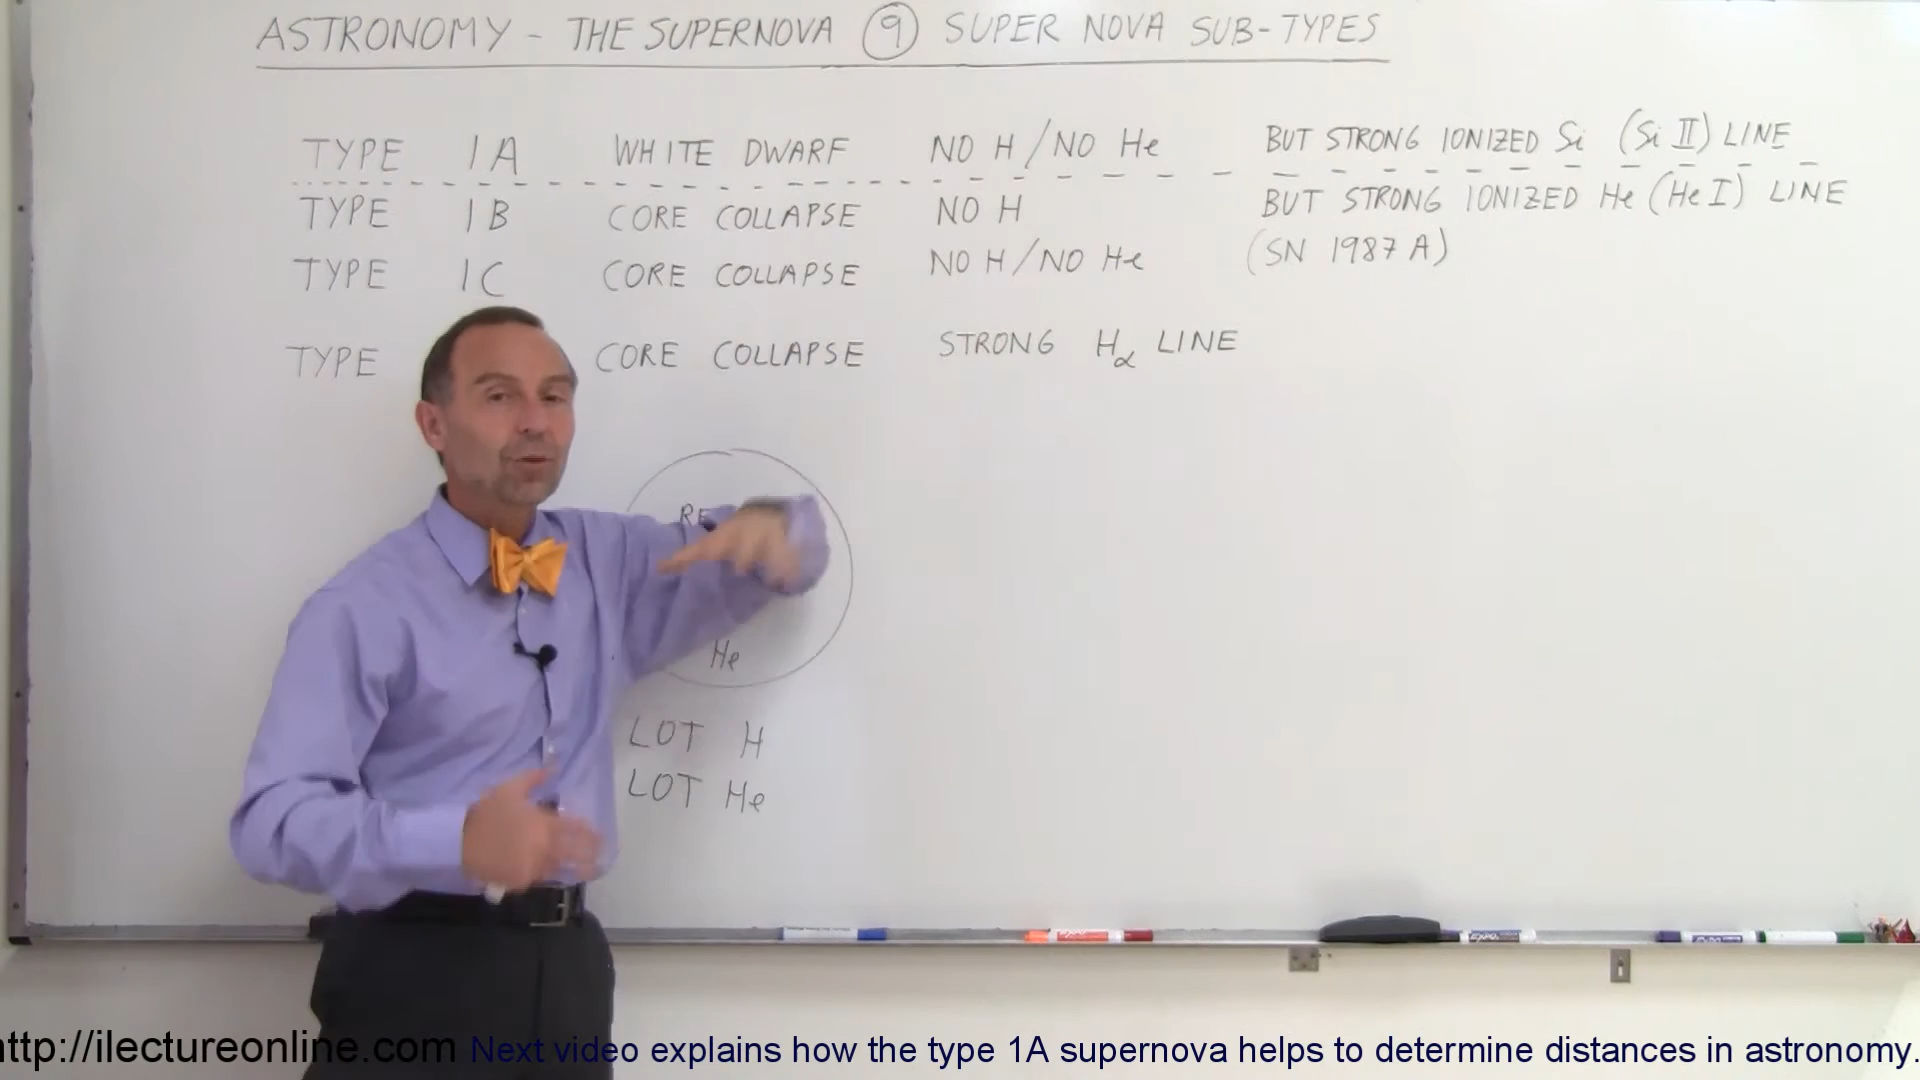 ASTRONOMY - THE SUPERNOVA 9 SUPER NOVA SUB-TYPES
TYPE 1A WHITE DWARF NO H/NO He BUT STRONG IONIZED Si (Si II) LINE
TYPE 1B CORE COLLAPSE NO H BUT STRONG IONIZED He (He I) LINE
(SN 1987A)
TYPE 1C CORE COLLAPSE NO H/NO He
TYPE CORE COLLAPSE STRONG Hα LINE
RE
He
LOT H
LOT He
http://ilectureonline.com Next video explains how the type 1A supernova helps to determine distances in astronomy.